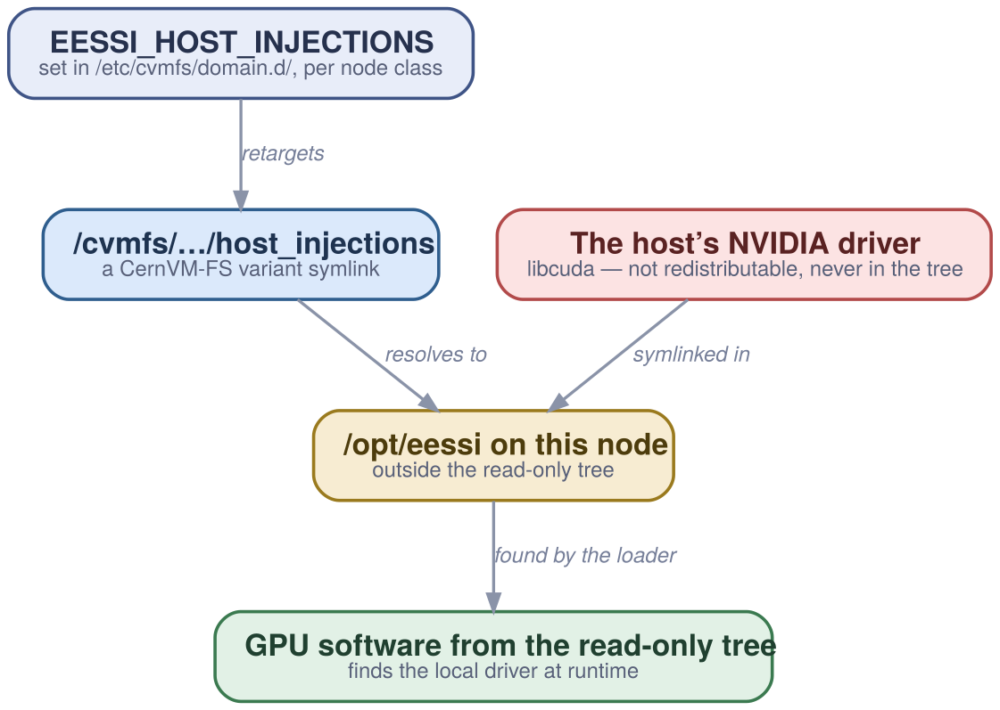 EESSI_HOST_INJECTIONS
set in /etc/cvmfs/domain.d/, per node class
retargets
/cvmfs/…/host_injections
a CernVM-FS variant symlink
The host’s NVIDIA driver
libcuda — not redistributable, never in the tree
resolves to
symlinked in
/opt/eessi on this node
outside the read-only tree
found by the loader
GPU software from the read-only tree
finds the local driver at runtime